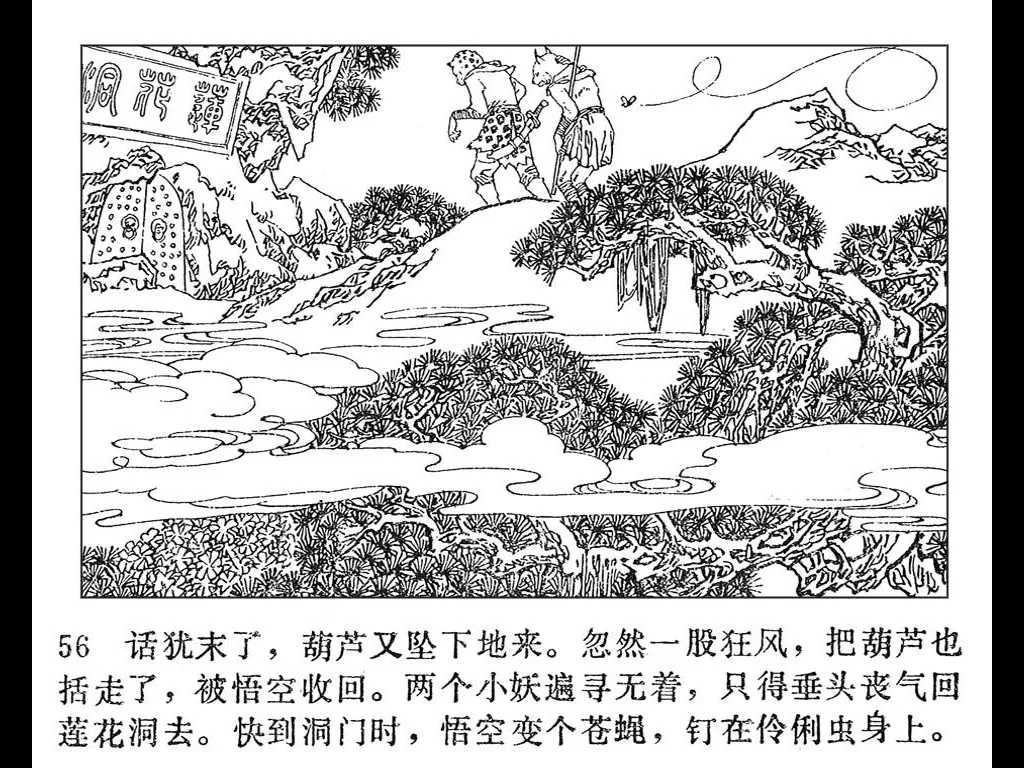 蓮花洞
56 话犹末了，葫芦又坠下地来。忽然一股狂风，把葫芦也
括走了，被悟空收回。两个小妖遍寻无着，只得垂头丧气回
莲花洞去。快到洞门时，悟空变个苍蝇，钉在伶俐虫身上。